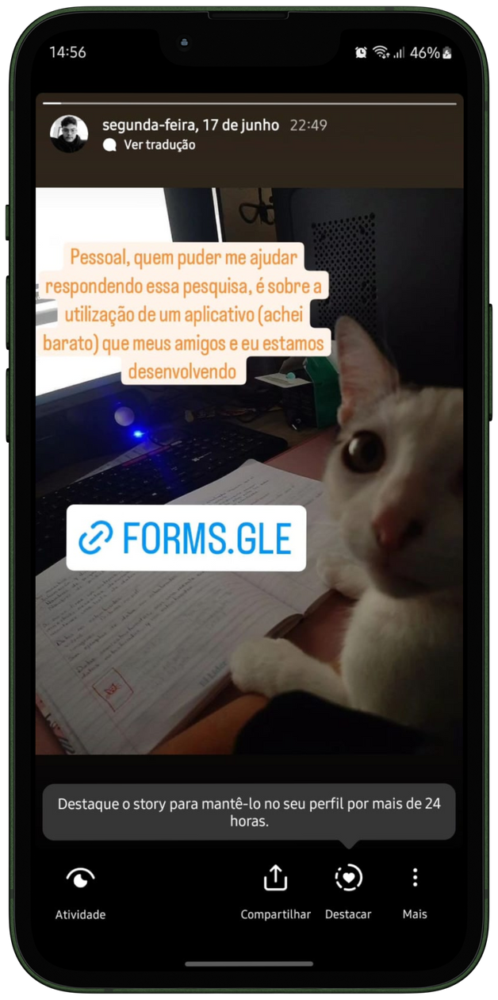 14:56
46%
segunda-feira, 17 de junho 22:49
Ver tradução
Pessoal, quem puder me ajudar
respondendo essa pesquisa, é sobre a
utilização de um aplicativo (achei
barato) que meus amigos e eu estamos
desenvolvendo
FORMS.GLE
Destaque o story para mantê-lo no seu perfil por mais de 24
horas.
Atividade
Compartilhar
Destacar
Mais